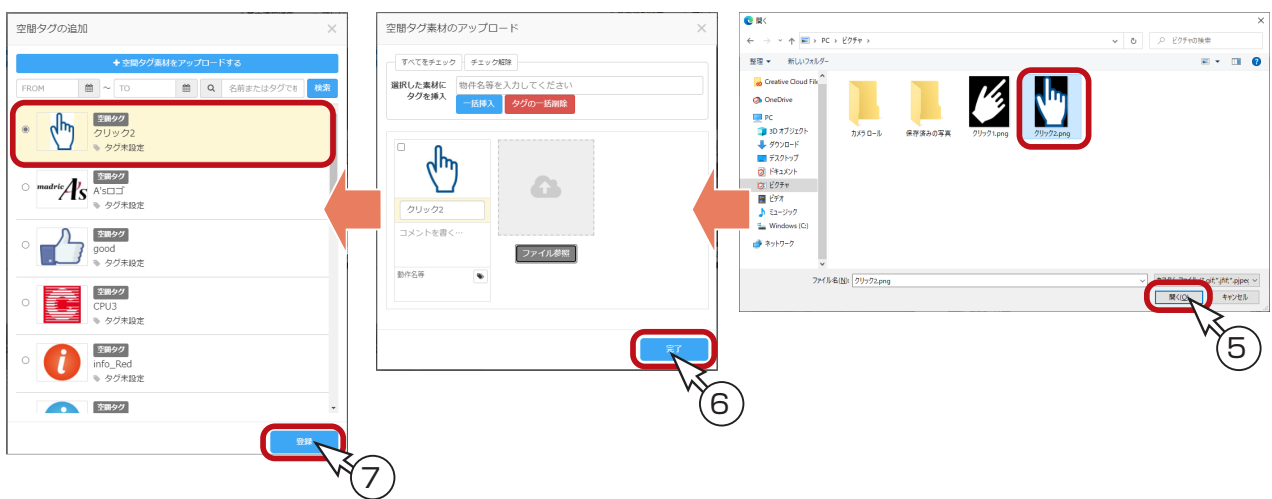 空間タグの追加
×
+空間タグ素材をアップロードする
FROM
~
TO
名前またはタグでも
検索
空間タグ
クリック2
タグ未設定
madric A's
空間タグ
A'sロゴ
タグ未設定
空間タグ
good
タグ未設定
空間タグ
CPU3
タグ未設定
空間タグ
info_Red
タグ未設定
空間タグ
登録
⑦
空間タグ素材のアップロード
×
すべてをチェック
チェック解除
選択した素材に
タグを挿入
物件名等を入力してください
一括挿入
タグの一括削除
クリック2
コメントを書く…
動作名等
ファイル参照
完了
⑥
開く
×
PC › ピクチャ ›
ピクチャの検索
整理
新しいフォルダー
Creative Cloud File
OneDrive
PC
3D オブジェクト
ダウンロード
デスクトップ
ドキュメント
ピクチャ
ビデオ
ミュージック
Windows (C:)
ネットワーク
カメラロール
保存済みの写真
クリック1.png
クリック2.png
ファイル名(N):
クリック2.png
開く(O)
キャンセル
⑤